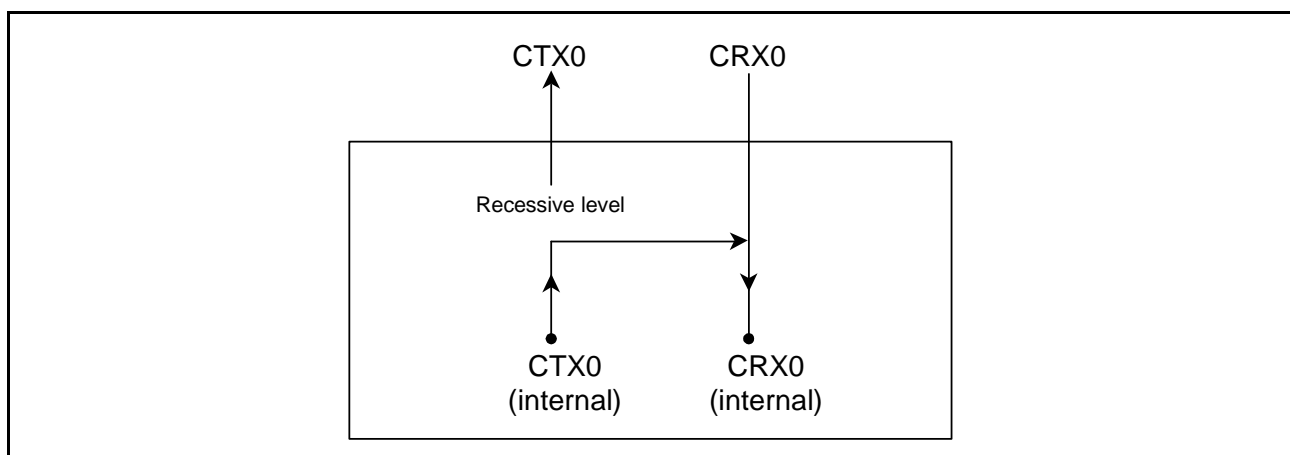 CTX0 CRX0
Recessive level
CTX0 CRX0
(internal) (internal)